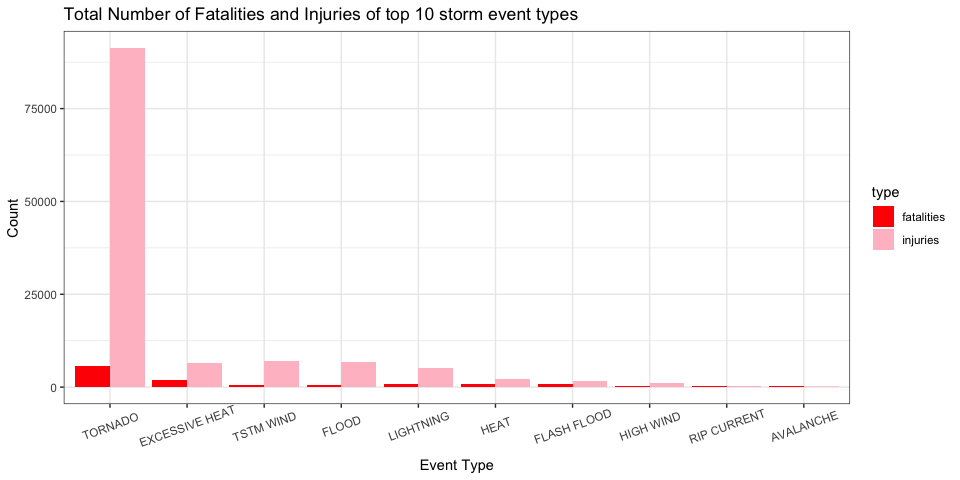 Total Number of Fatalities and Injuries of top 10 storm event types
75000
50000
25000
0
Count
TORNADO
EXCESSIVE HEAT
TSTM WIND
FLOOD
LIGHTNING
HEAT
FLASH FLOOD
HIGH WIND
RIP CURRENT
AVALANCHE
Event Type
type
fatalities
injuries